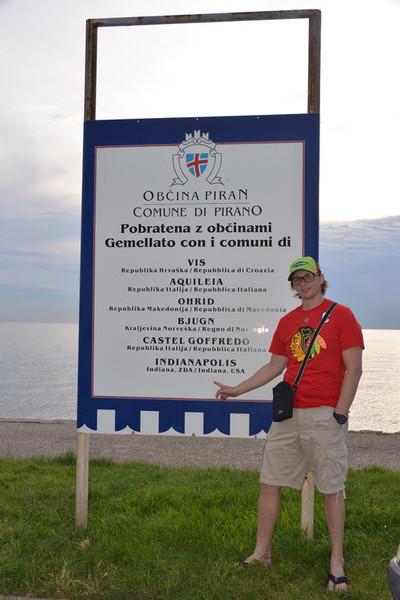 OBČINA PIRAN
COMUNE DI PIRANO
Pobratena z občinami
Gemellato con i comuni di
VIS
Republika Hrvaška / Repubblica di Croazia
AQUILEIA
Republika Italija / Repubblica Italiana
OHRID
Republika Makedonija / Repubblica di Macedonia
BJUGN
Kraljevina Norveška / Regno di Norvegia
CASTEL GOFFREDO
Republika Italija / Repubblica Italiana
INDIANAPOLIS
Indiana, ZDA / Indiana, USA